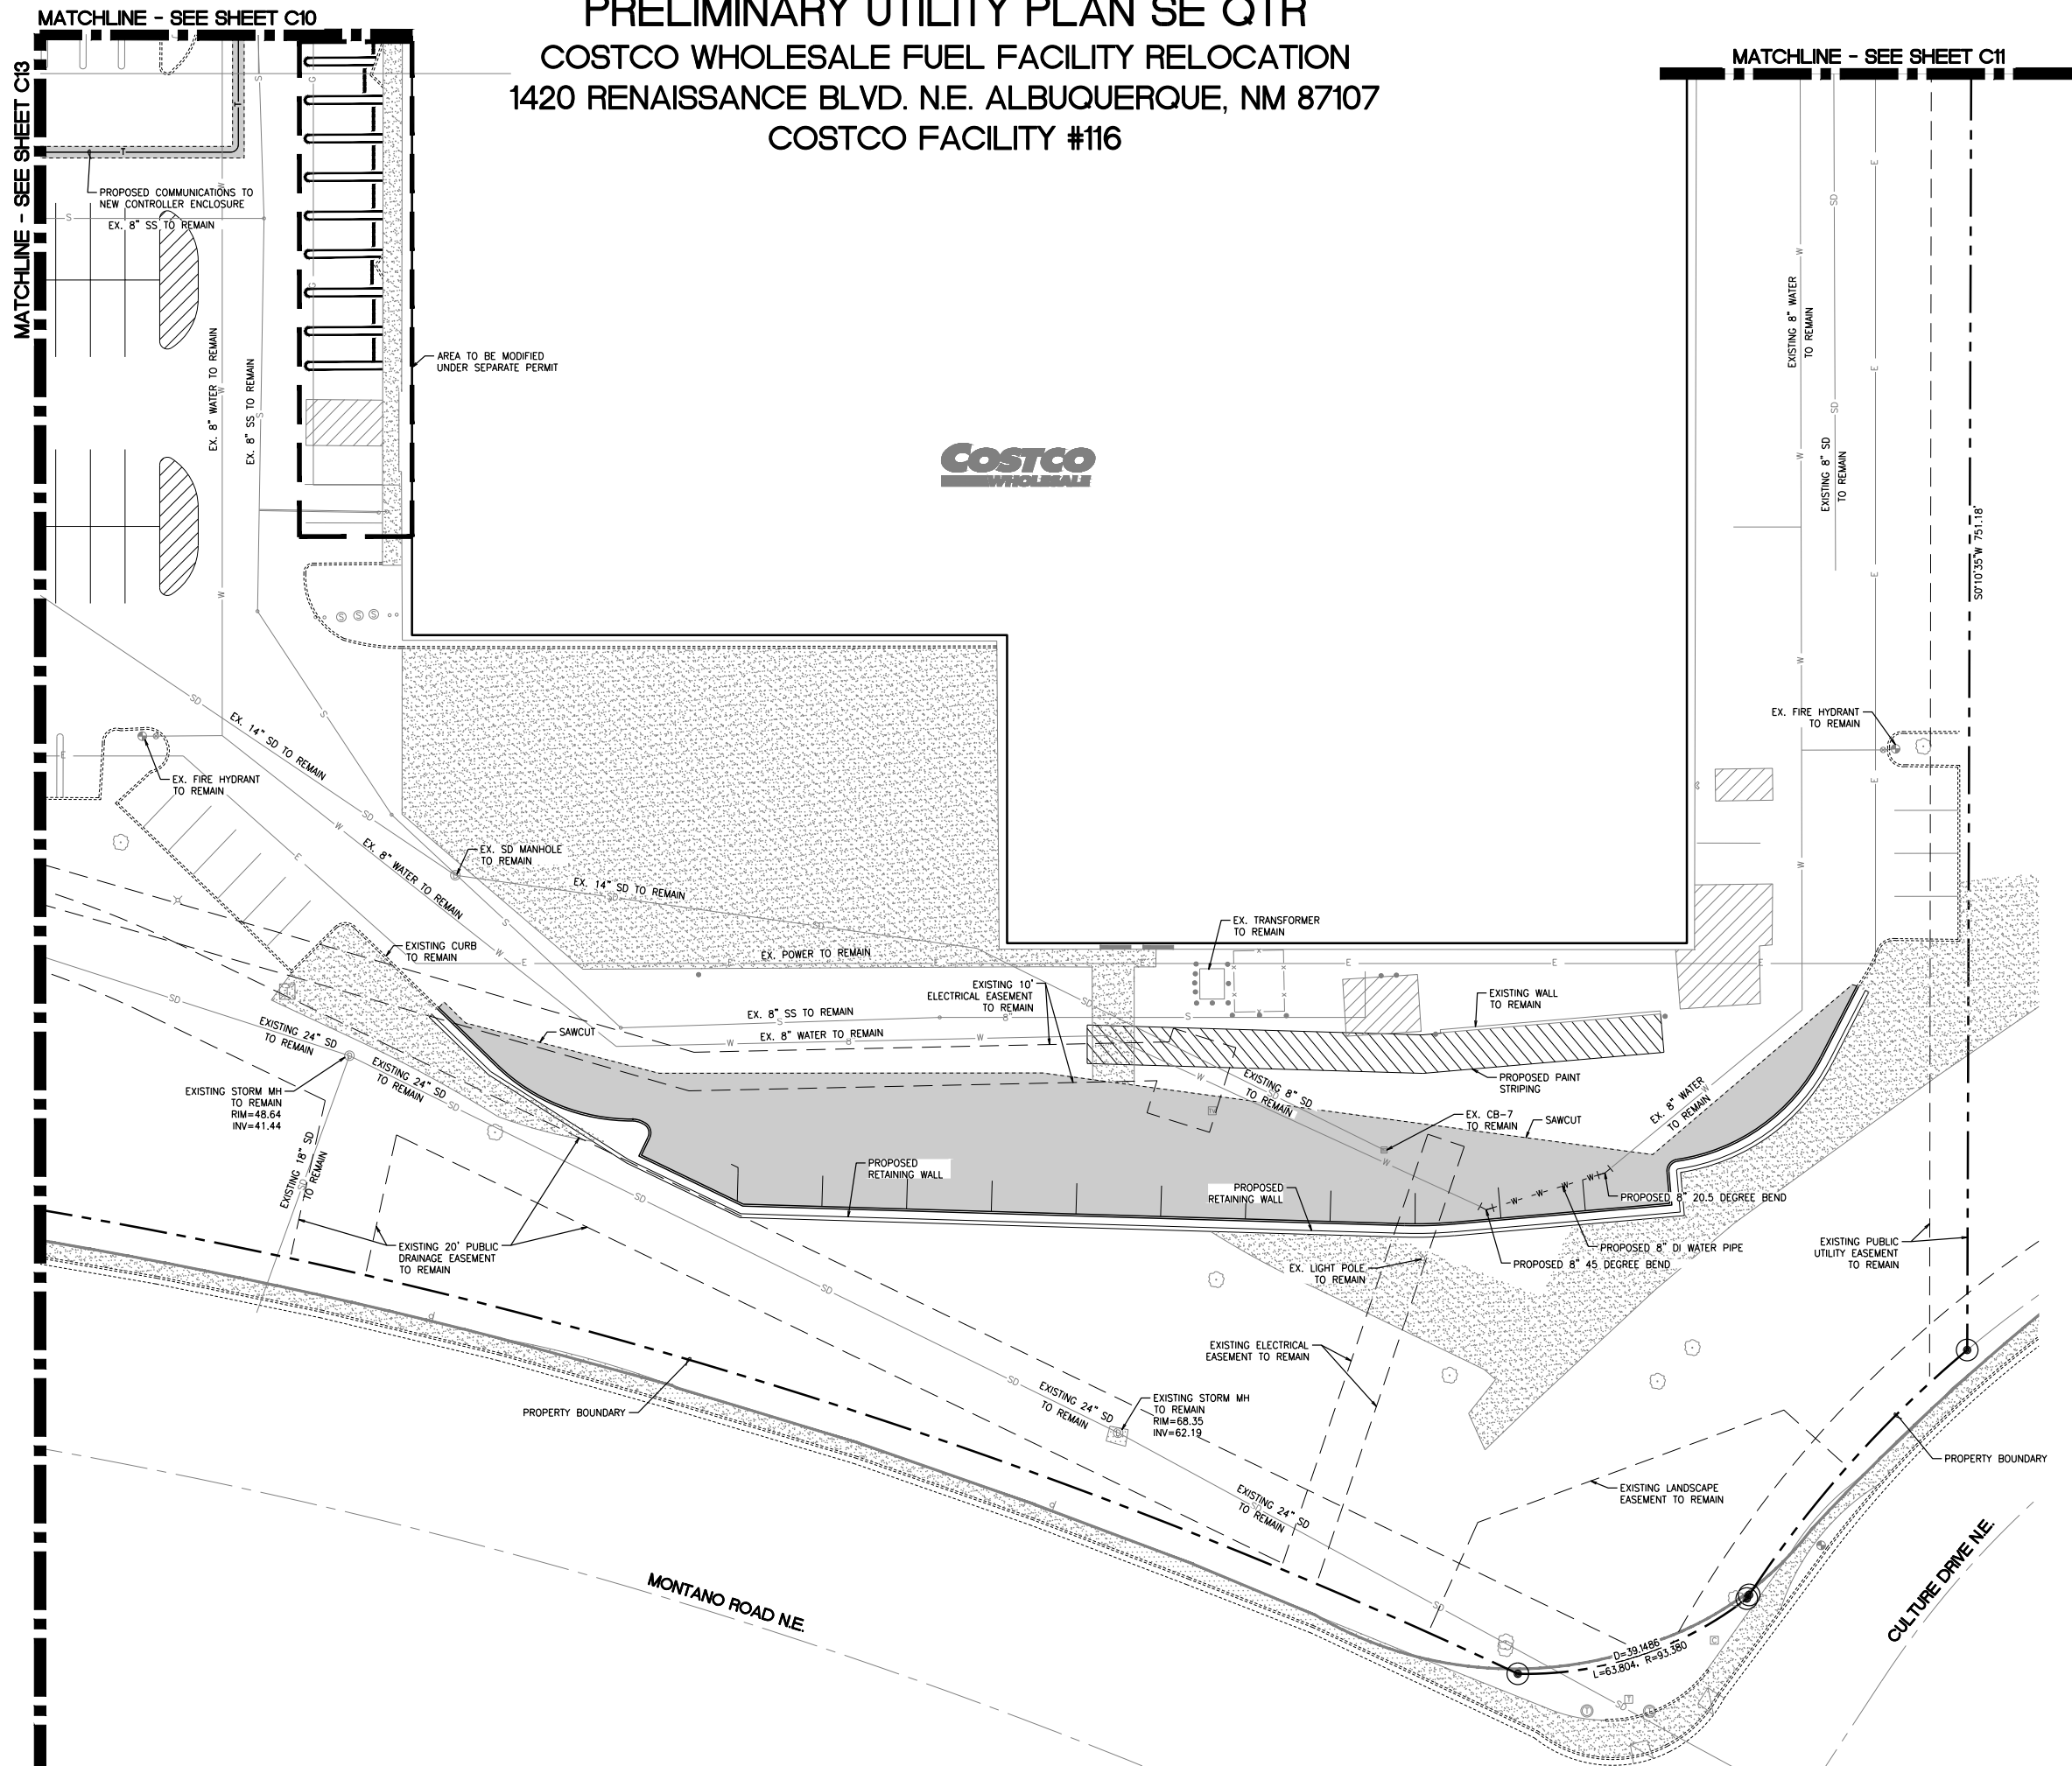 PRELIMINARY UTILITY PLAN SE QTR
COSTCO WHOLESALE FUEL FACILITY RELOCATION
1420 RENAISSANCE BLVD. N.E. ALBUQUERQUE, NM 87107
COSTCO FACILITY #116
MATCHLINE - SEE SHEET C10
MATCHLINE - SEE SHEET C11
MATCHLINE - SEE SHEET C13
PROPOSED COMMUNICATIONS TO
NEW CONTROLLER ENCLOSURE
EX. 8" SS TO REMAIN
EX. 8" WATER TO REMAIN
EX. 8" SS TO REMAIN
AREA TO BE MODIFIED
UNDER SEPARATE PERMIT
COSTCO
WHOLESALE
EXISTING 8" WATER
TO REMAIN
EXISTING 8" SD
TO REMAIN
S0°10'35"W 751.18'
EX. 14" SD TO REMAIN
EX. FIRE HYDRANT
TO REMAIN
EX. FIRE HYDRANT
TO REMAIN
EX. 8" WATER TO REMAIN
EX. SD MANHOLE
TO REMAIN
EX. 14" SD TO REMAIN
EXISTING CURB
TO REMAIN
EX. POWER TO REMAIN
EX. TRANSFORMER
TO REMAIN
EXISTING 10'
ELECTRICAL EASEMENT
TO REMAIN
EXISTING WALL
TO REMAIN
EX. 8" SS TO REMAIN
EX. 8" WATER TO REMAIN
SAWCUT
EXISTING 24" SD
TO REMAIN
EXISTING 24" SD
TO REMAIN
EXISTING STORM MH
TO REMAIN
RIM=48.64
INV=41.44
EXISTING 18" SD
TO REMAIN
EXISTING 8" SD
TO REMAIN
PROPOSED PAINT
STRIPING
EX. CB-7
TO REMAIN
SAWCUT
EX. 8" WATER
TO REMAIN
PROPOSED
RETAINING WALL
PROPOSED
RETAINING WALL
PROPOSED 8" 20.5 DEGREE BEND
PROPOSED 8" DI WATER PIPE
PROPOSED 8" 45 DEGREE BEND
EXISTING 20' PUBLIC
DRAINAGE EASEMENT
TO REMAIN
EX. LIGHT POLE
TO REMAIN
EXISTING PUBLIC
UTILITY EASEMENT
TO REMAIN
EXISTING ELECTRICAL
EASEMENT TO REMAIN
PROPERTY BOUNDARY
EXISTING 24" SD
TO REMAIN
EXISTING STORM MH
TO REMAIN
RIM=68.35
INV=62.19
EXISTING 24" SD
TO REMAIN
EXISTING LANDSCAPE
EASEMENT TO REMAIN
PROPERTY BOUNDARY
MONTANO ROAD N.E.
CULTURE DRIVE N.E.
D=39.1486
L=63.804, R=93.380